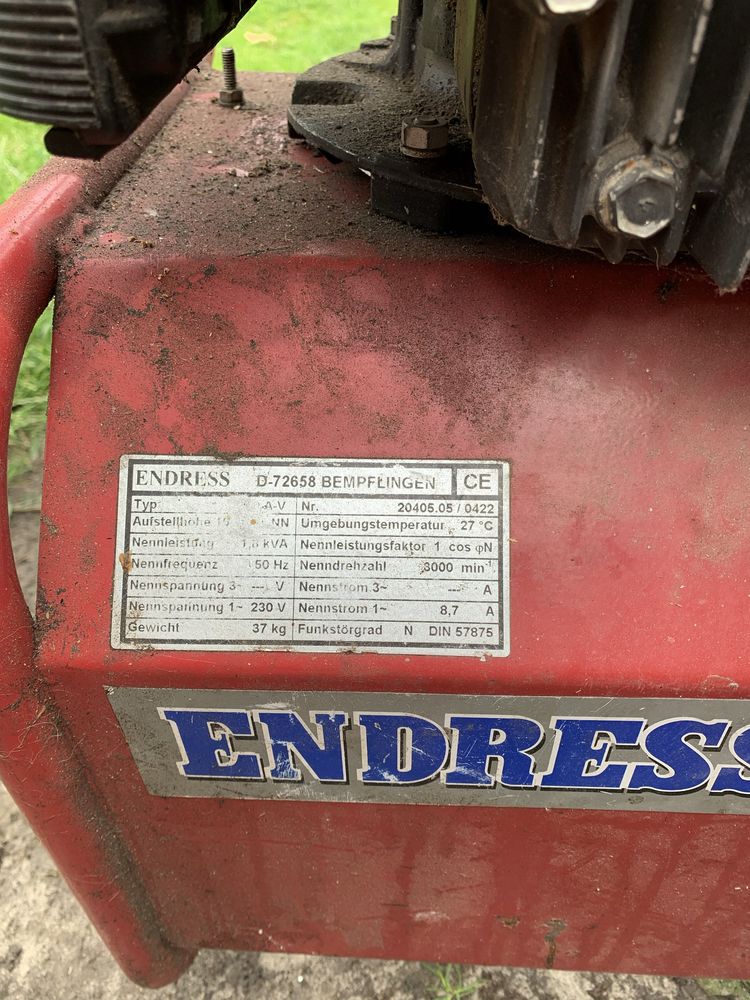 ENDRESS D-72658 BEMPFLINGEN CE
Typ A-V Nr. 20405.05 / 0422
Aufstellhöhe NN Umgebungstemperatur 27 °C
Nennleistung 1,8 kVA Nennleistungsfaktor 1 cos φN
Nennfrequenz 50 Hz Nenndrehzahl 3000 min⁻¹
Nennspannung 3~ --- V Nennstrom 3~ --- A
Nennspannung 1~ 230 V Nennstrom 1~ 8,7 A
Gewicht 37 kg Funkstörgrad N DIN 57875
ENDRESS